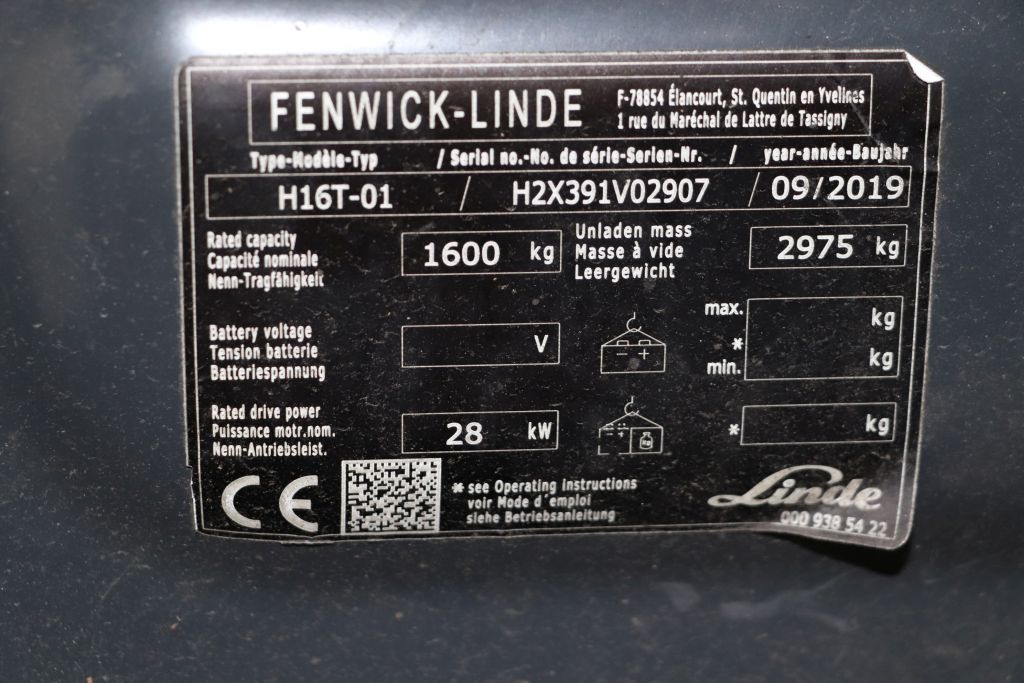 FENWICK-LINDE
F-78854 Élancourt, St. Quentin en Yvelines
1 rue du Maréchal de Lattre de Tassigny
Type-Modèle-Typ / Serial no.-No. de série-Serien-Nr. / year-année-Baujahr
H16T-01 / H2X391V02907 / 09/2019
Rated capacity
Capacité nominale
Nenn-Tragfähigkeit
1600 kg
Unladen mass
Masse à vide
Leergewicht
2975 kg
Battery voltage
Tension batterie
Batteriespannung
V
- +
max. kg
*
min. kg
Rated drive power
Puissance motr.nom.
Nenn-Antriebsleist.
28 kW
- + kg
* kg
CE
* see Operating instructions
voir Mode d´emploi
siehe Betriebsanleitung
Linde
000 938 54 22